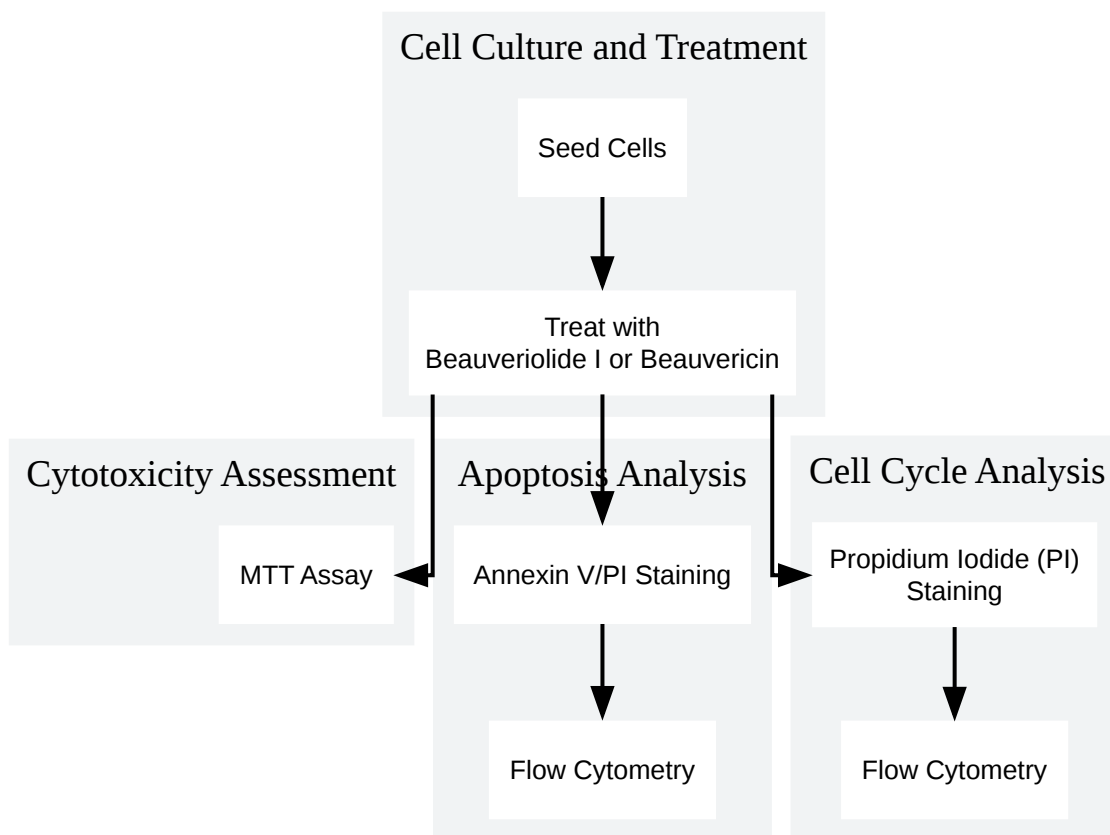 Cell Culture and Treatment
Seed Cells
Treat with
Beauveriolide I or Beauvericin
Cytotoxicity Assessment
MTT Assay
Apoptosis Analysis
Annexin V/PI Staining
Flow Cytometry
Cell Cycle Analysis
Propidium Iodide (PI)
Staining
Flow Cytometry